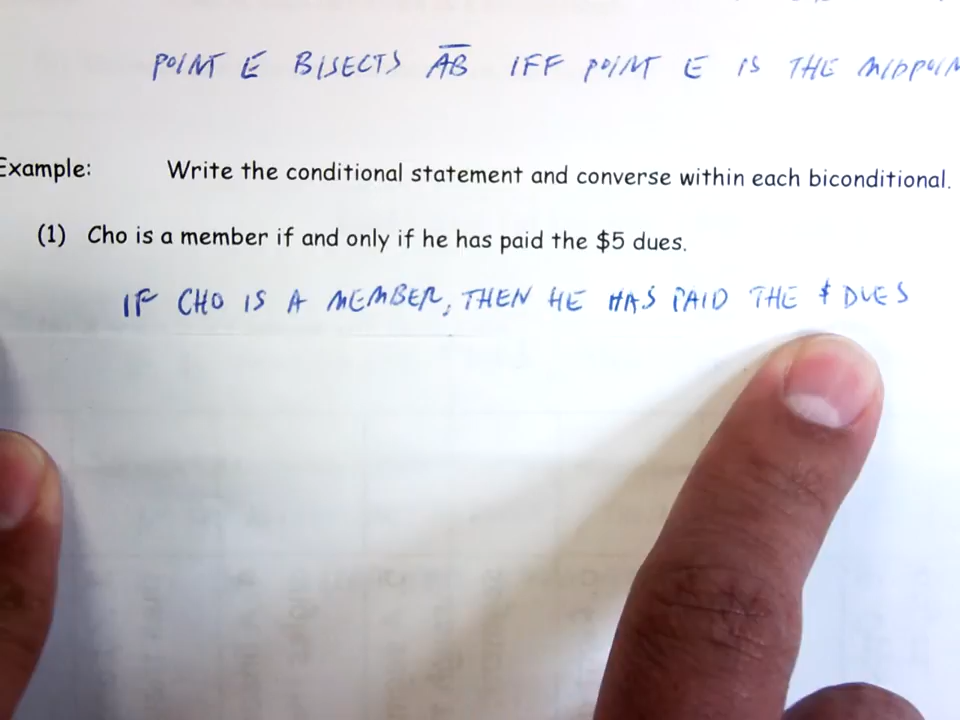 POINT E BISECTS A̅B̅ IFF POINT E IS THE
Example: Write the conditional statement and converse within each biconditional.
(1) Cho is a member if and only if he has paid the $5 dues.
IF CHO IS A MEMBER, THEN HE HAS PAID THE $ DUES